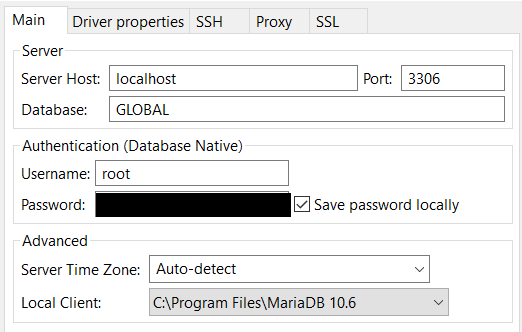 Main Driver properties SSH Proxy SSL
Server
Server Host: localhost Port: 3306
Database: GLOBAL
Authentication (Database Native)
Username: root
Password: Save password locally
Advanced
Server Time Zone: Auto-detect
Local Client: C:\Program Files\MariaDB 10.6